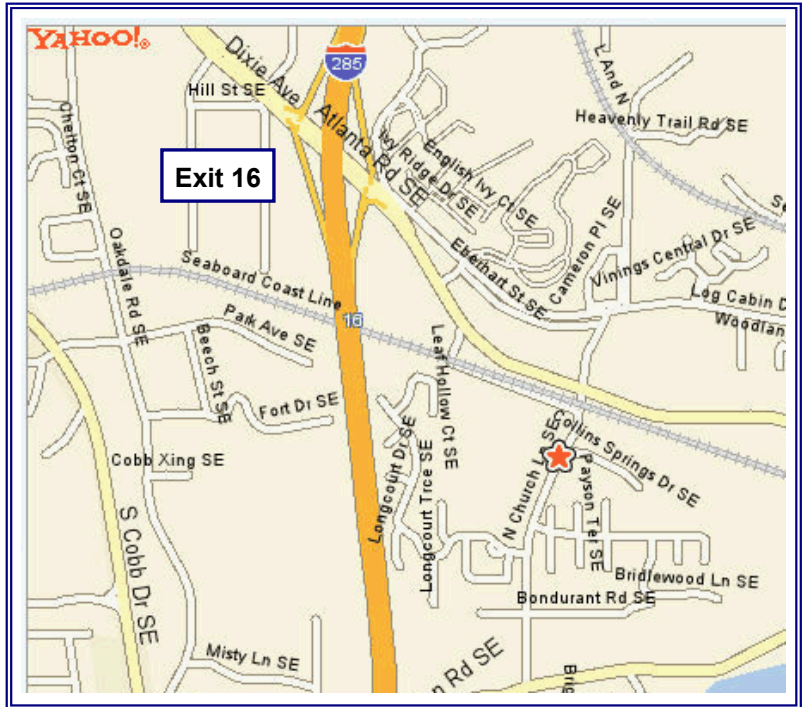 YAHOO!®
Dixie Ave
285
L And N
Hill St SE
Atlanta Rd SE
Heavenly Trail Rd SE
Chelton Ct SE
Ivy Ridge Dr SE
English Ivy Ct SE
Exit 16
Cameron Pl SE
Eberhart St SE
Vinings Central Dr SE
Oakdale Rd SE
Seaboard Coast Line
Log Cabin D
Park Ave SE
16
Woodlan
Beech St SE
Leaf Hollow Ct SE
Fort Dr SE
Collins Springs Dr SE
Cobb Xing SE
Longcourt Dr SE
N Church L
SE
Payson Ter SE
Longcourt Trce SE
S Cobb Dr SE
Bridlewood Ln SE
Bondurant Rd SE
Misty Ln SE
n Rd SE
Brig